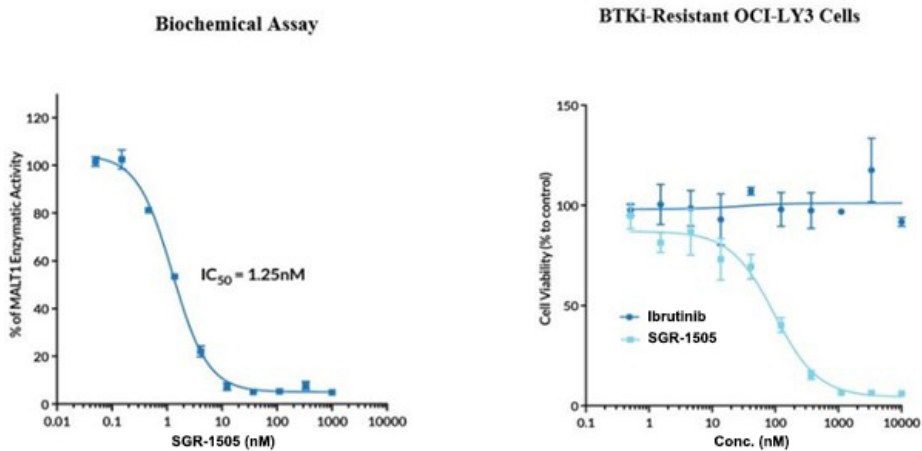 Biochemical Assay
% of MALT1 Enzymatic Activity
120
100
80
60
40
20
0
IC50 = 1.25nM
0.01 0.1 1 10 100 1000 10000
SGR-1505 (nM)
BTKi-Resistant OCI-LY3 Cells
Cell Viability (% to control)
150
100
50
0
Ibrutinib
SGR-1505
0.1 1 10 100 1000 10000
Conc. (nM)